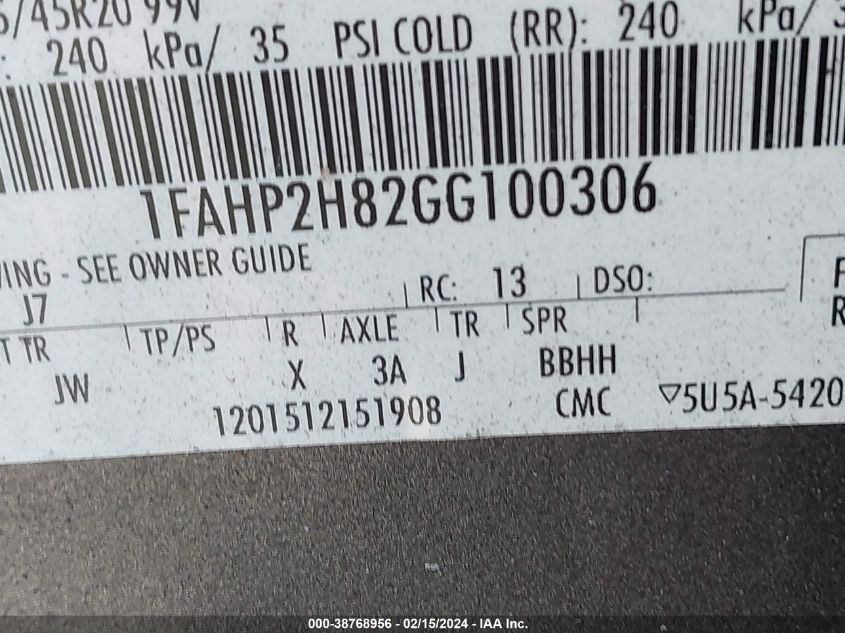 /45R20 99V
: 240 kPa/ 35 PSI COLD (RR): 240 kPa/ 3
1FAHP2H82GG100306
ING - SEE OWNER GUIDE
J7 RC: 13 DSO:
T TR TP/PS R AXLE TR SPR
JW X 3A J BBHH
1201512151908 CMC ▽5U5A-5420
F
R
000-38768956 - 02/15/2024 - IAA Inc.